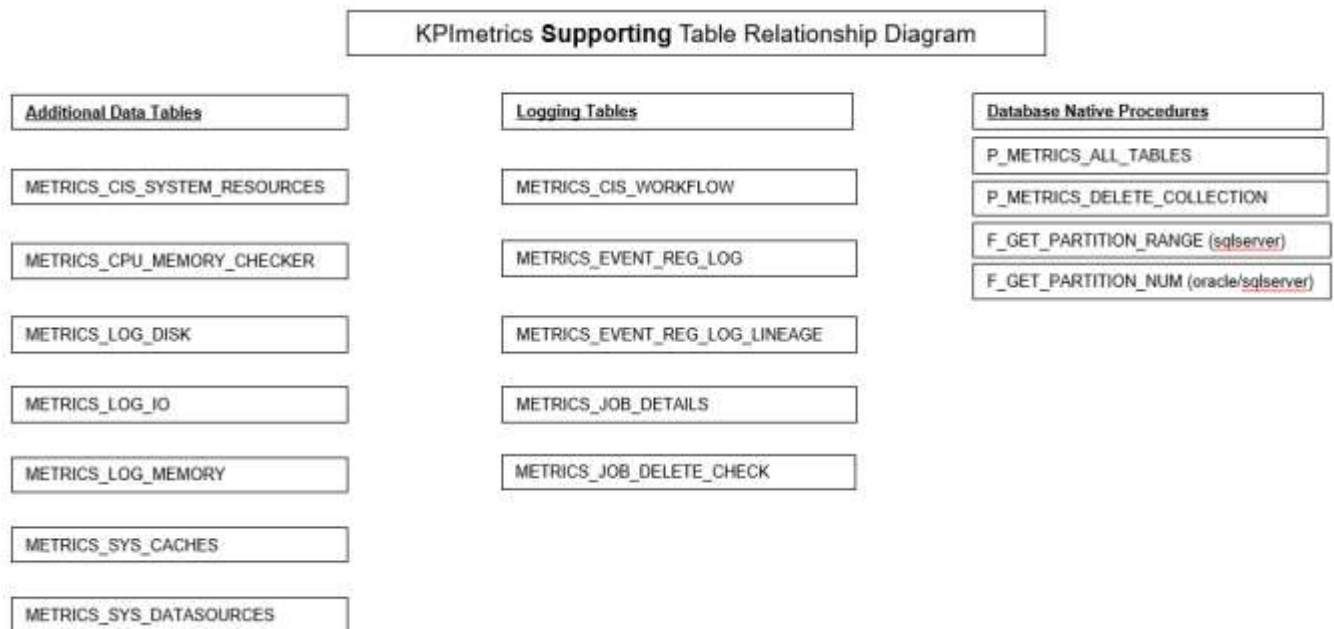 KPImetrics Supporting Table Relationship Diagram
Additional Data Tables
METRICS_CIS_SYSTEM_RESOURCES
METRICS_CPU_MEMORY_CHECKER
METRICS_LOG_DISK
METRICS_LOG_IO
METRICS_LOG_MEMORY
METRICS_SYS_CACHES
METRICS_SYS_DATASOURCES
Logging Tables
METRICS_CIS_WORKFLOW
METRICS_EVENT_REG_LOG
METRICS_EVENT_REG_LOG_LINEAGE
METRICS_JOB_DETAILS
METRICS_JOB_DELETE_CHECK
Database Native Procedures
P_METRICS_ALL_TABLES
P_METRICS_DELETE_COLLECTION
F_GET_PARTITION_RANGE (sqlserver)
F_GET_PARTITION_NUM (oracle/sqlserver)